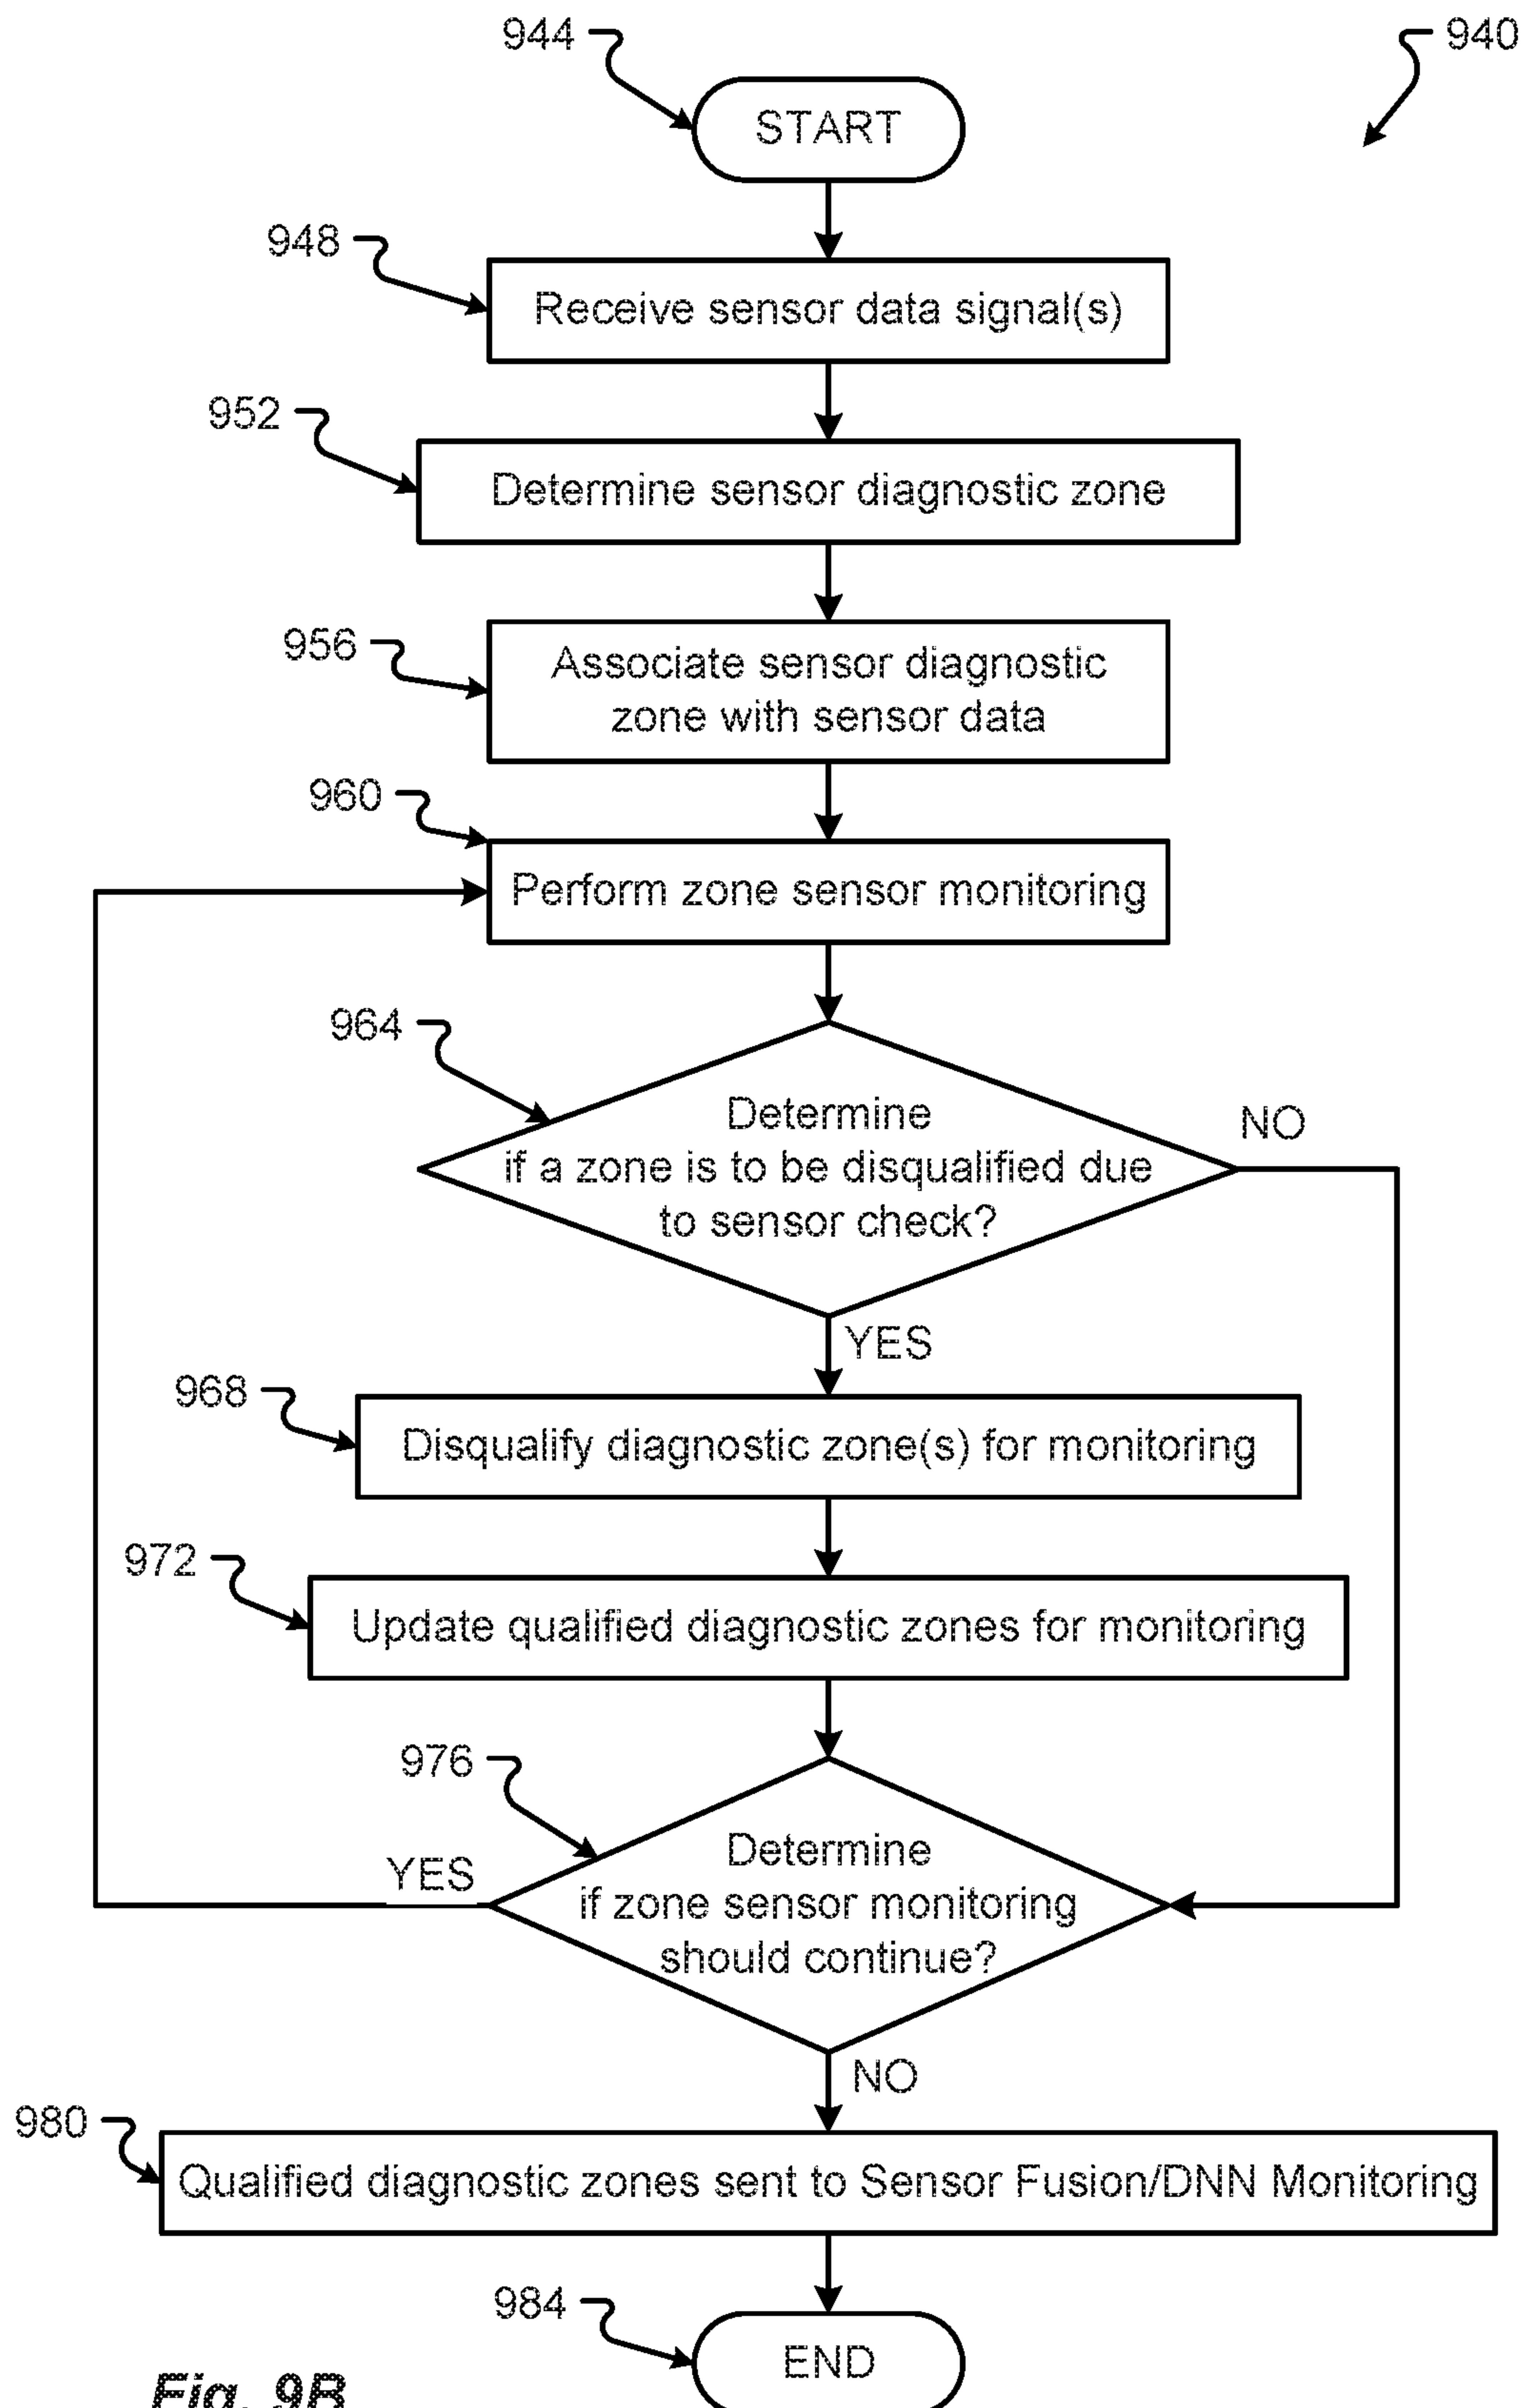 944
940
START
948
Receive sensor data signal(s)
952
Determine sensor diagnostic zone
956
Associate sensor diagnostic
zone with sensor data
960
Perform zone sensor monitoring
964
Determine
if a zone is to be disqualified due
to sensor check?
NO
YES
968
Disqualify diagnostic zone(s) for monitoring
972
Update qualified diagnostic zones for monitoring
976
Determine
if zone sensor monitoring
should continue?
YES
NO
980
Qualified diagnostic zones sent to Sensor Fusion/DNN Monitoring
984
END
Fig. 9B